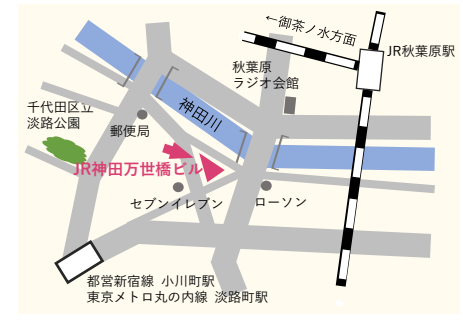 ←御茶ノ水方面
JR秋葉原駅
秋葉原
ラジオ会館
千代田区立
淡路公園
神田川
郵便局
JR神田万世橋ビル
セブンイレブン
ローソン
都営新宿線 小川町駅
東京メトロ丸の内線 淡路町駅